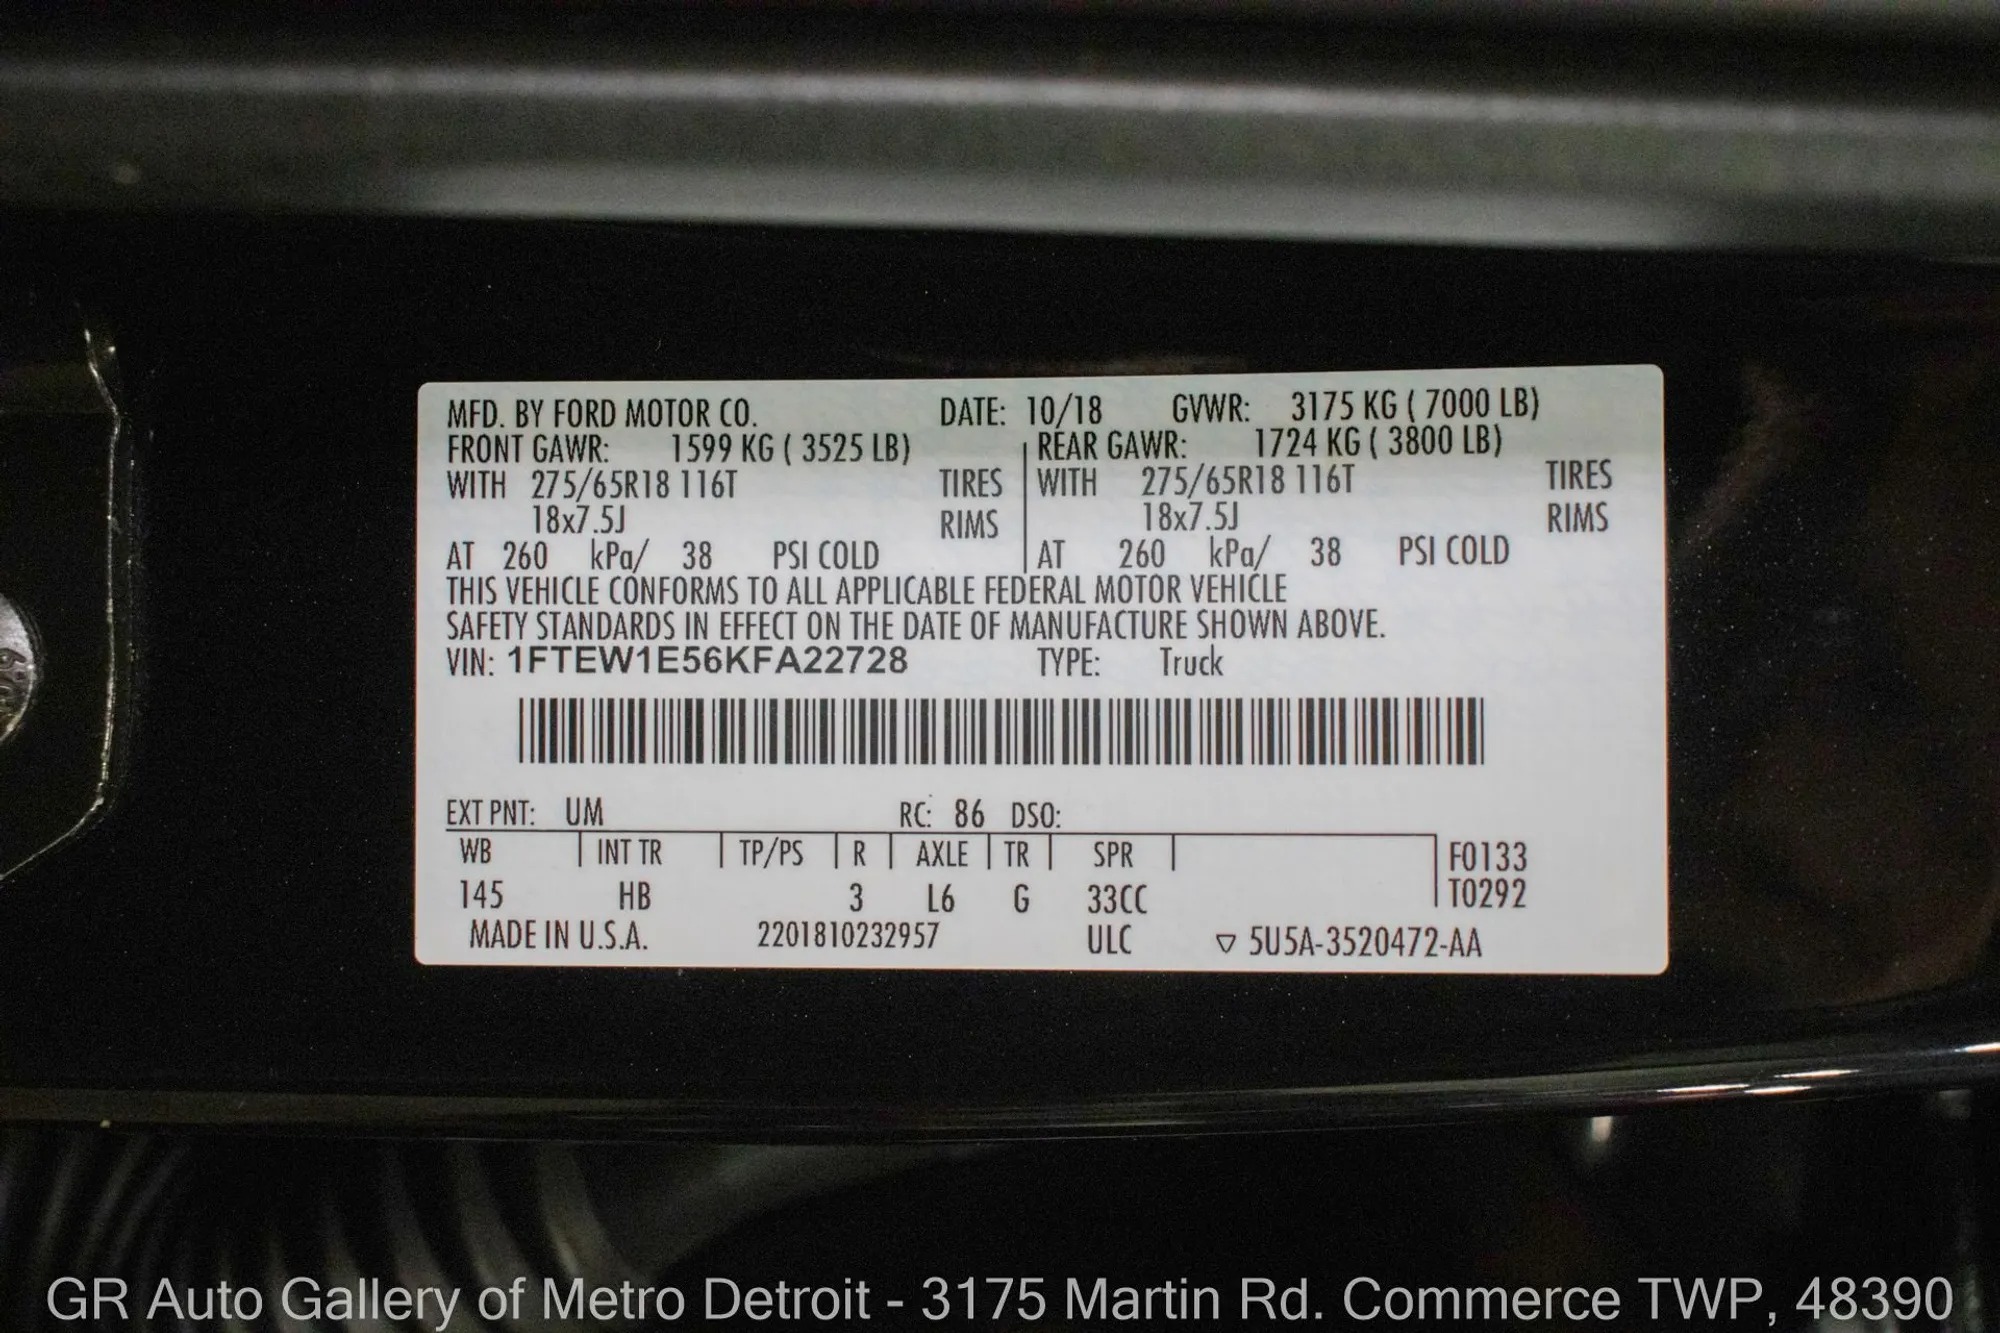 MFD. BY FORD MOTOR CO. DATE: 10/18 GVWR: 3175 KG ( 7000 LB)
FRONT GAWR: 1599 KG ( 3525 LB) REAR GAWR: 1724 KG ( 3800 LB)
WITH 275/65R18 116T TIRES WITH 275/65R18 116T TIRES
18x7.5J RIMS 18x7.5J RIMS
AT 260 kPa/ 38 PSI COLD AT 260 kPa/ 38 PSI COLD
THIS VEHICLE CONFORMS TO ALL APPLICABLE FEDERAL MOTOR VEHICLE
SAFETY STANDARDS IN EFFECT ON THE DATE OF MANUFACTURE SHOWN ABOVE.
VIN: 1FTEW1E56KFA22728 TYPE: Truck
EXT PNT: UM RC: 86 DSO:
WB INT TR TP/PS R AXLE TR SPR F0133
145 HB 3 L6 G 33CC T0292
MADE IN U.S.A. 2201810232957 ULC ▽ 5U5A-3520472-AA
GR Auto Gallery of Metro Detroit - 3175 Martin Rd. Commerce TWP, 48390